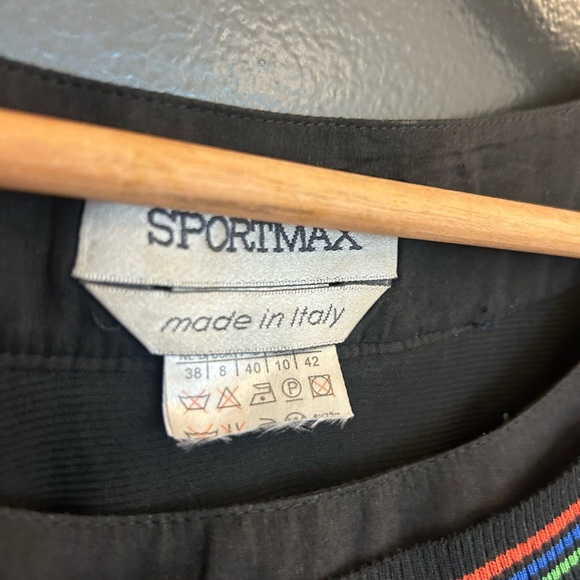 SPORTMAX
made in Italy
38 8 40 10 42
P